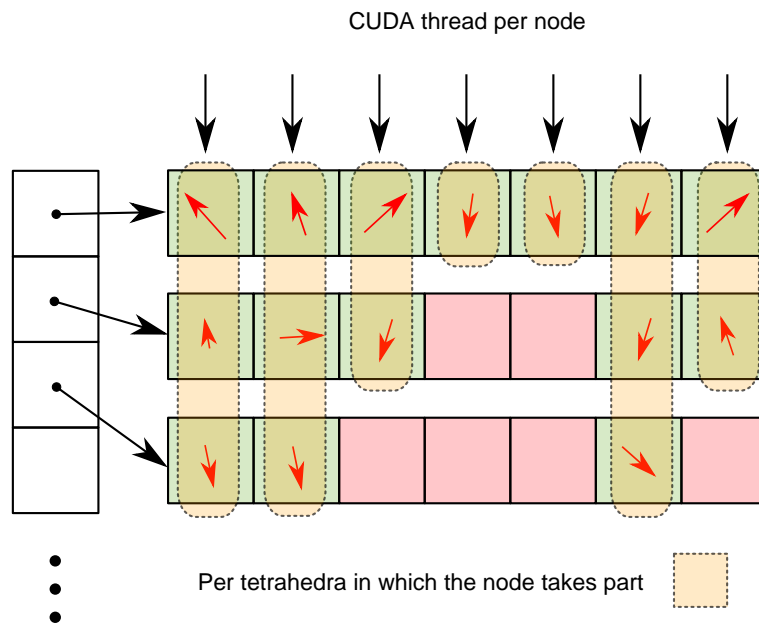 CUDA thread per node
Per tetrahedra in which the node takes part